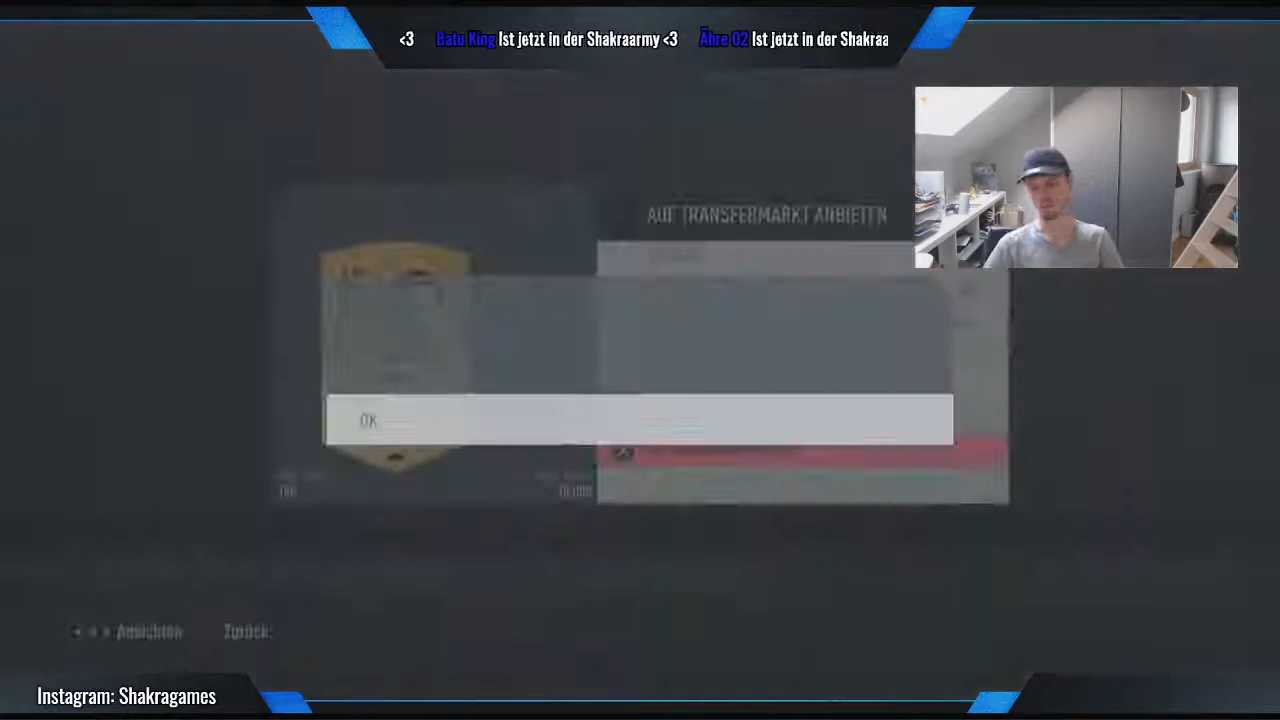 <3 Batu King Ist jetzt in der Shakraarmy <3 Ähre 02 Ist jetzt in der Shakraa
AUF TRANSFERMARKT ANBIETEN
OK
Ansichten Zurück
Instagram: Shakragames